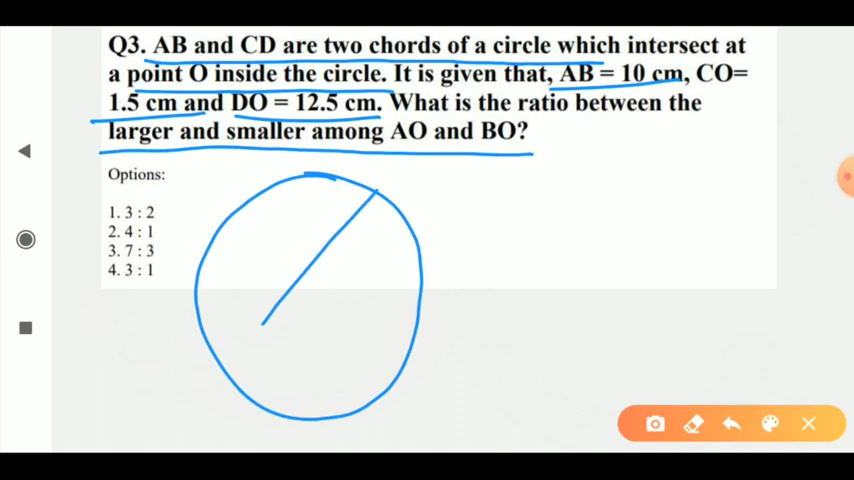 Q3. AB and CD are two chords of a circle which intersect at
a point O inside the circle. It is given that, AB = 10 cm, CO=
1.5 cm and DO = 12.5 cm. What is the ratio between the
larger and smaller among AO and BO?
Options:
1. 3 : 2
2. 4 : 1
3. 7 : 3
4. 3 : 1